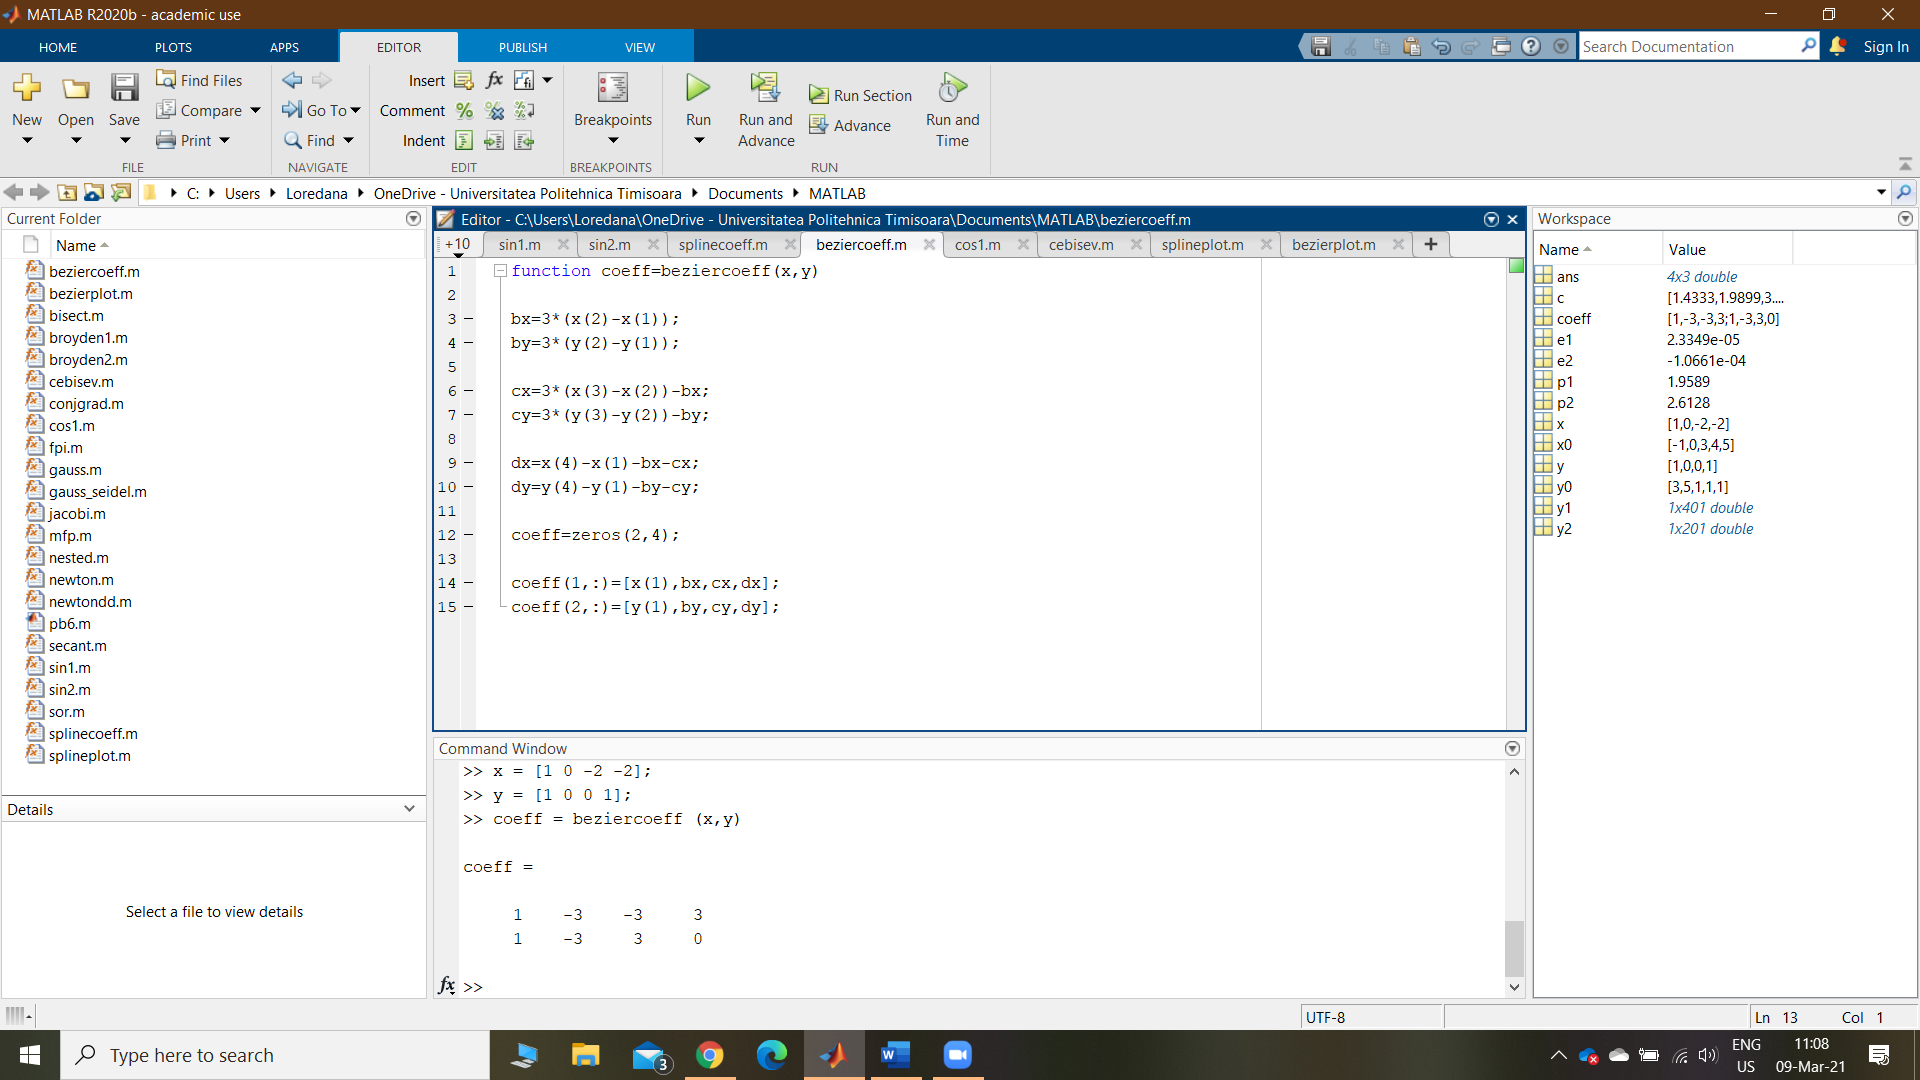 MATLAB R2020b - academic use
HOME PLOTS APPS EDITOR PUBLISH VIEW Search Documentation Sign In
New Open Save Find Files Compare Print Go To Find Insert fx fi Comment Indent Breakpoints Run Run and Advance Run Section Advance Run and Time
FILE NAVIGATE EDIT BREAKPOINTS RUN
C: Users Loredana OneDrive - Universitatea Politehnica Timisoara Documents MATLAB
Current Folder
Name
beziercoeff.m
bezierplot.m
bisect.m
broyden1.m
broyden2.m
cebisev.m
conjgrad.m
cos1.m
fpi.m
gauss.m
gauss_seidel.m
jacobi.m
mfp.m
nested.m
newton.m
newtondd.m
pb6.m
secant.m
sin1.m
sin2.m
sor.m
splinecoeff.m
splineplot.m
Details
Select a file to view details
Editor - C:\Users\Loredana\OneDrive - Universitatea Politehnica Timisoara\Documents\MATLAB\beziercoeff.m
+10 sin1.m sin2.m splinecoeff.m beziercoeff.m cos1.m cebisev.m splineplot.m bezierplot.m +
1 function coeff=beziercoeff(x,y)
2
3 - bx=3*(x(2)-x(1));
4 - by=3*(y(2)-y(1));
5
6 - cx=3*(x(3)-x(2))-bx;
7 - cy=3*(y(3)-y(2))-by;
8
9 - dx=x(4)-x(1)-bx-cx;
10 - dy=y(4)-y(1)-by-cy;
11
12 - coeff=zeros(2,4);
13
14 - coeff(1,:)=[x(1),bx,cx,dx];
15 - coeff(2,:)=[y(1),by,cy,dy];
Command Window
>> x = [1 0 -2 -2];
>> y = [1 0 0 1];
>> coeff = beziercoeff (x,y)
coeff =
1 -3 -3 3
1 -3 3 0
fx >>
Workspace
Name Value
ans 4x3 double
c [1.4333,1.9899,3....
coeff [1,-3,-3,3;1,-3,3,0]
e1 2.3349e-05
e2 -1.0661e-04
p1 1.9589
p2 2.6128
x [1,0,-2,-2]
x0 [-1,0,3,4,5]
y [1,0,0,1]
y0 [3,5,1,1,1]
y1 1x401 double
y2 1x201 double
UTF-8 Ln 13 Col 1
Type here to search 3 W ENG US 11:08 09-Mar-21